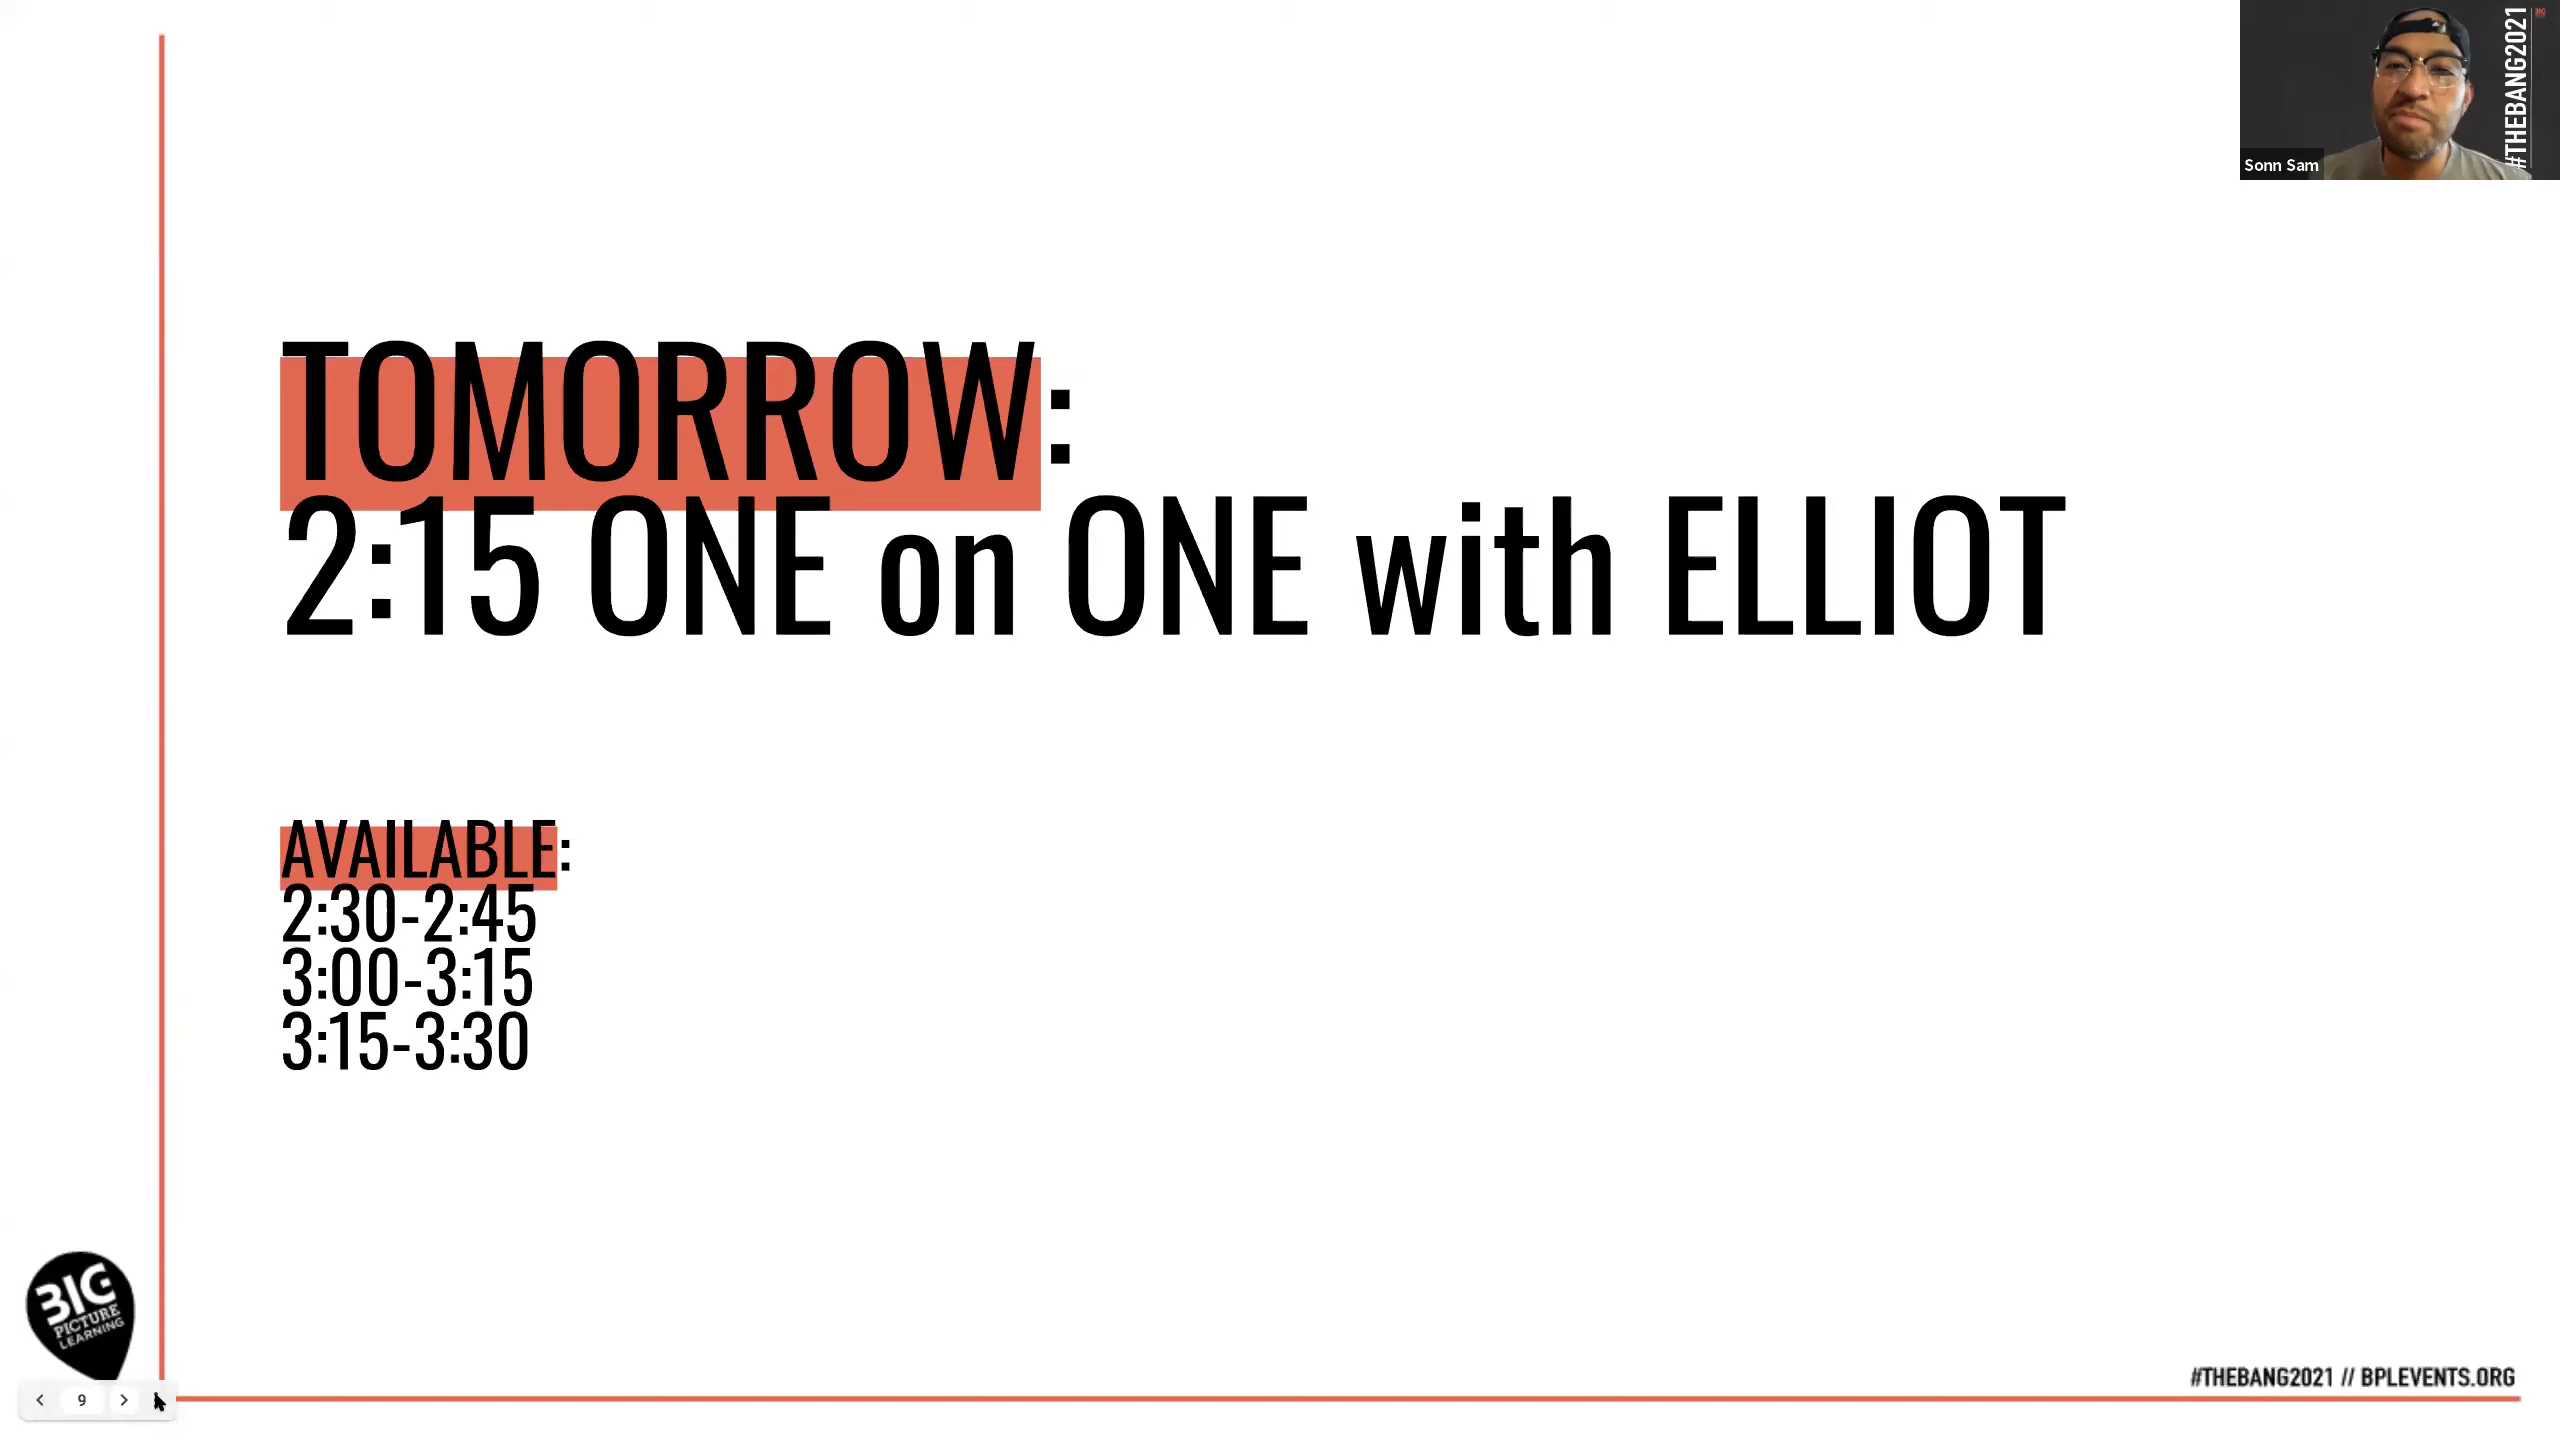 #THEBANG2021
Sonn Sam
TOMORROW:
2:15 ONE on ONE with ELLIOT
AVAILABLE:
2:30-2:45
3:00-3:15
3:15-3:30
BIG
PICTURE
LEARNING
9
#THEBANG2021 // BPLEVENTS.ORG